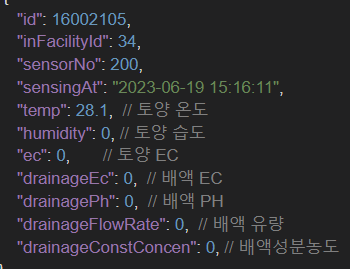 {
"id": 16002105,
"inFacilityId": 34,
"sensorNo": 200,
"sensingAt": "2023-06-19 15:16:11",
"temp": 28.1,  // 토양 온도
"humidity": 0, // 토양 습도
"ec": 0,       // 토양 EC
"drainageEc": 0,  // 배액 EC
"drainagePh": 0,  // 배액 PH
"drainageFlowRate": 0, // 배액 유량
"drainageConstConcen": 0, // 배액성분농도
}